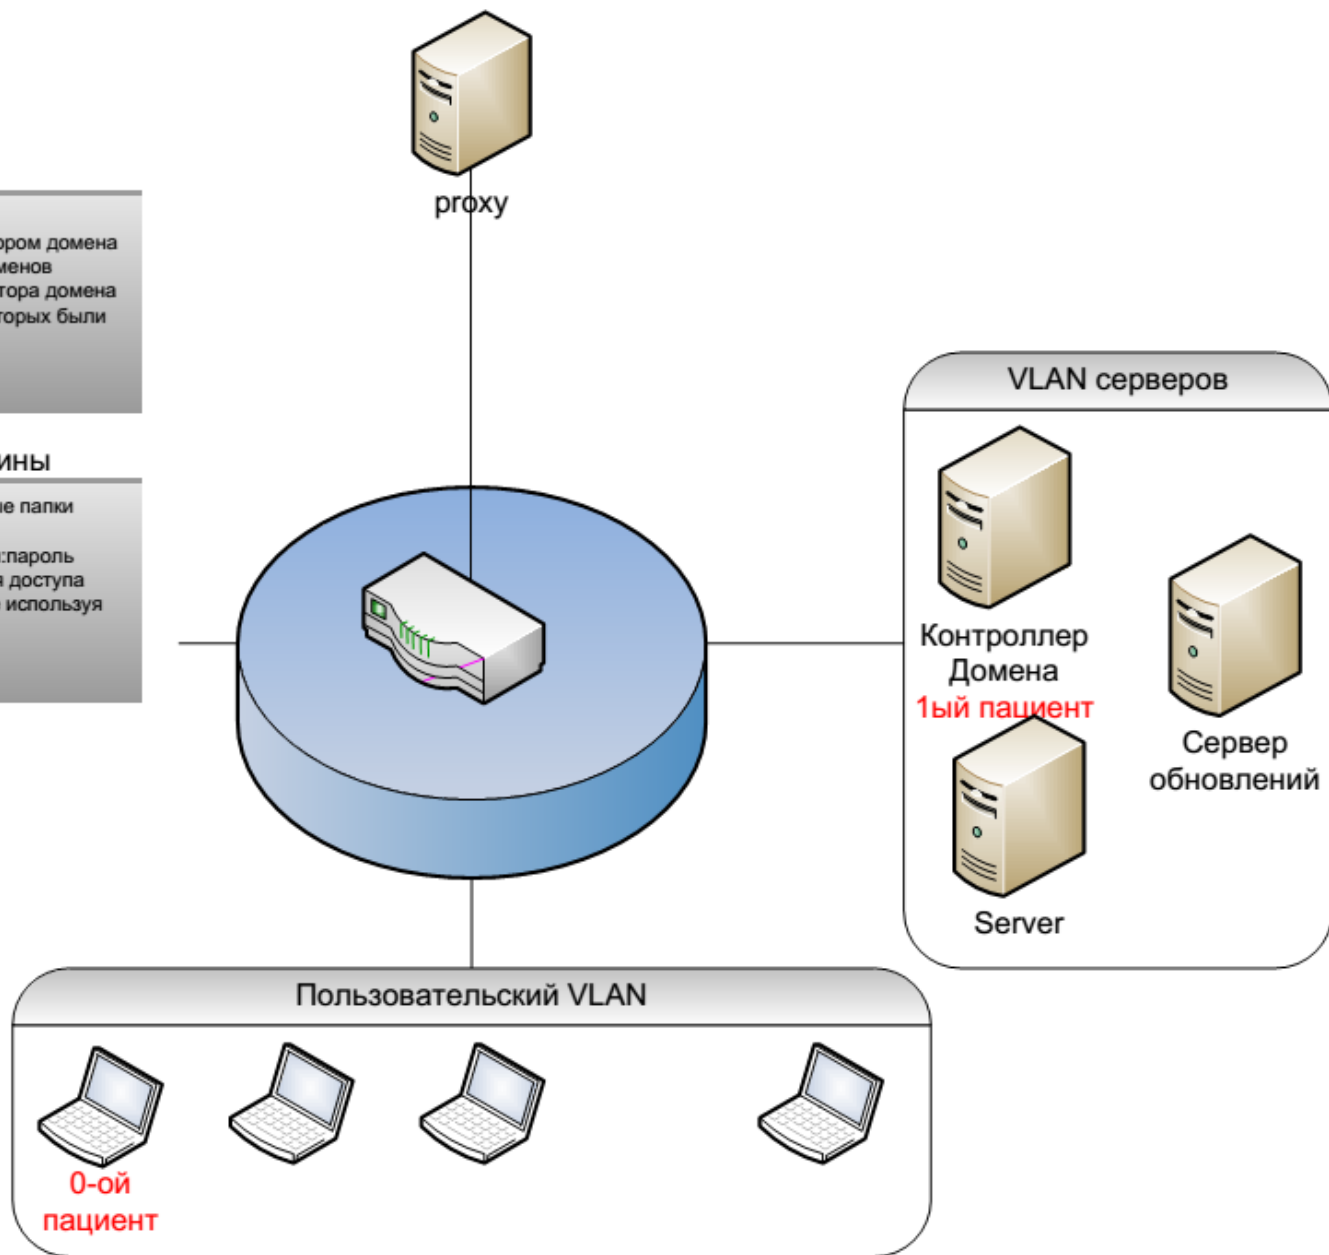 proxy
ором домена
менов
тора домена
торых были
ины
ые папки
:пароль
я доступа
используя
VLAN серверов
Контроллер
Домена
1ый пациент
Сервер
обновлений
Server
Пользовательский VLAN
0-ой
пациент